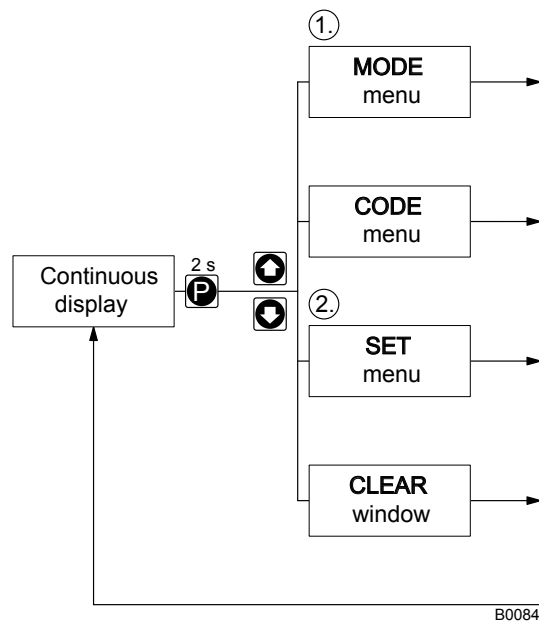 1.
MODE
menu
CODE
menu
Continuous
display
2 s
P
2.
SET
menu
CLEAR
window
B0084